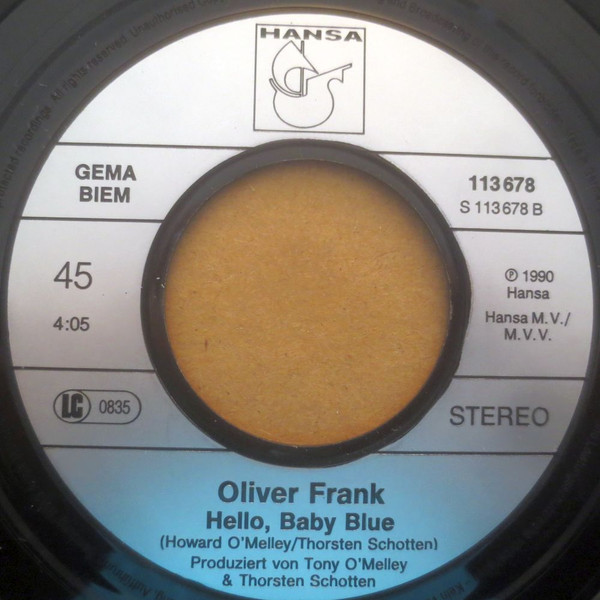 HANSA
GEMA
BIEM
113 678
S 113 678 B
45
4:05
℗ 1990
Hansa
Hansa M.V./
M.V.V.
LC 0835
STEREO
Oliver Frank
Hello, Baby Blue
(Howard O'Melley/Thorsten Schotten)
Produziert von Tony O'Melley
& Thorsten Schotten